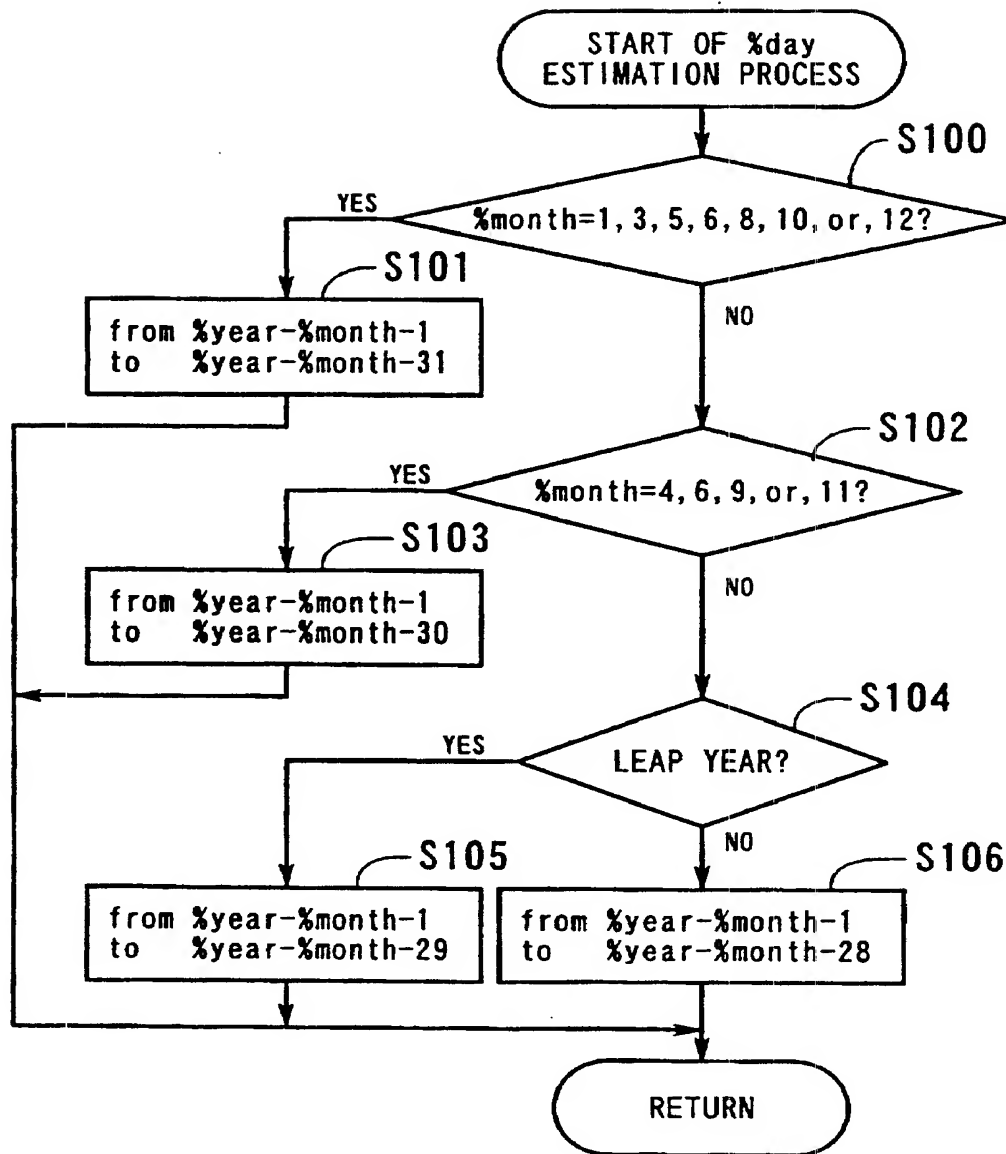 START OF %day
ESTIMATION PROCESS
S100
%month=1, 3, 5, 6, 8, 10, or, 12?
YES
NO
S101
from %year-%month-1
to %year-%month-31
S102
%month=4, 6, 9, or, 11?
YES
NO
S103
from %year-%month-1
to %year-%month-30
S104
LEAP YEAR?
YES
NO
S105
from %year-%month-1
to %year-%month-29
S106
from %year-%month-1
to %year-%month-28
RETURN